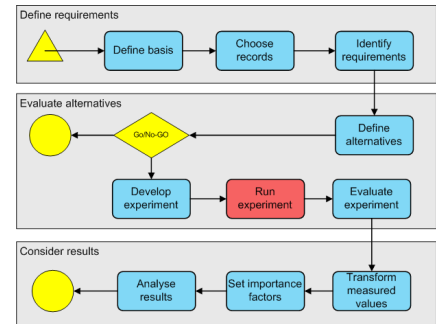 Define requirements
Define basis
Choose
records
Identify
requirements
Evaluate alternatives
Go/No-GO
Define
alternatives
Develop
experiment
Run
experiment
Evaluate
experiment
Consider results
Analyse
results
Set importance
factors
Transform
measured
values